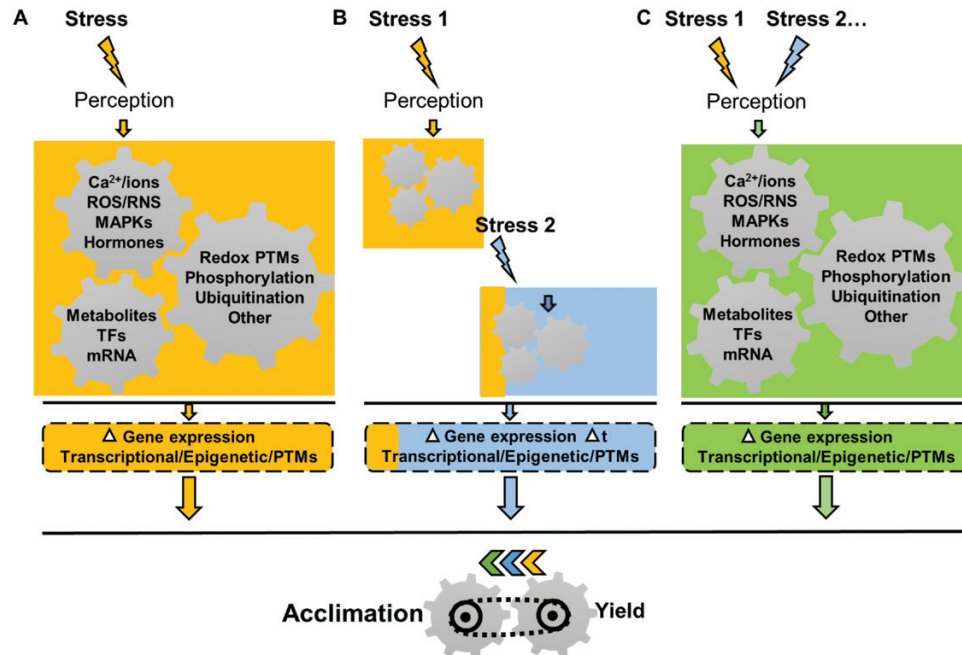 A
Stress
Perception
Ca²⁺/ions
ROS/RNS
MAPKs
Hormones
Redox PTMs
Phosphorylation
Ubiquitination
Other
Metabolites
TFs
mRNA
△ Gene expression
Transcriptional/Epigenetic/PTMs
B
Stress 1
Perception
Stress 2
△ Gene expression △t
Transcriptional/Epigenetic/PTMs
C
Stress 1
Stress 2...
Perception
Ca²⁺/ions
ROS/RNS
MAPKs
Hormones
Redox PTMs
Phosphorylation
Ubiquitination
Other
Metabolites
TFs
mRNA
△ Gene expression
Transcriptional/Epigenetic/PTMs
Acclimation
Yield